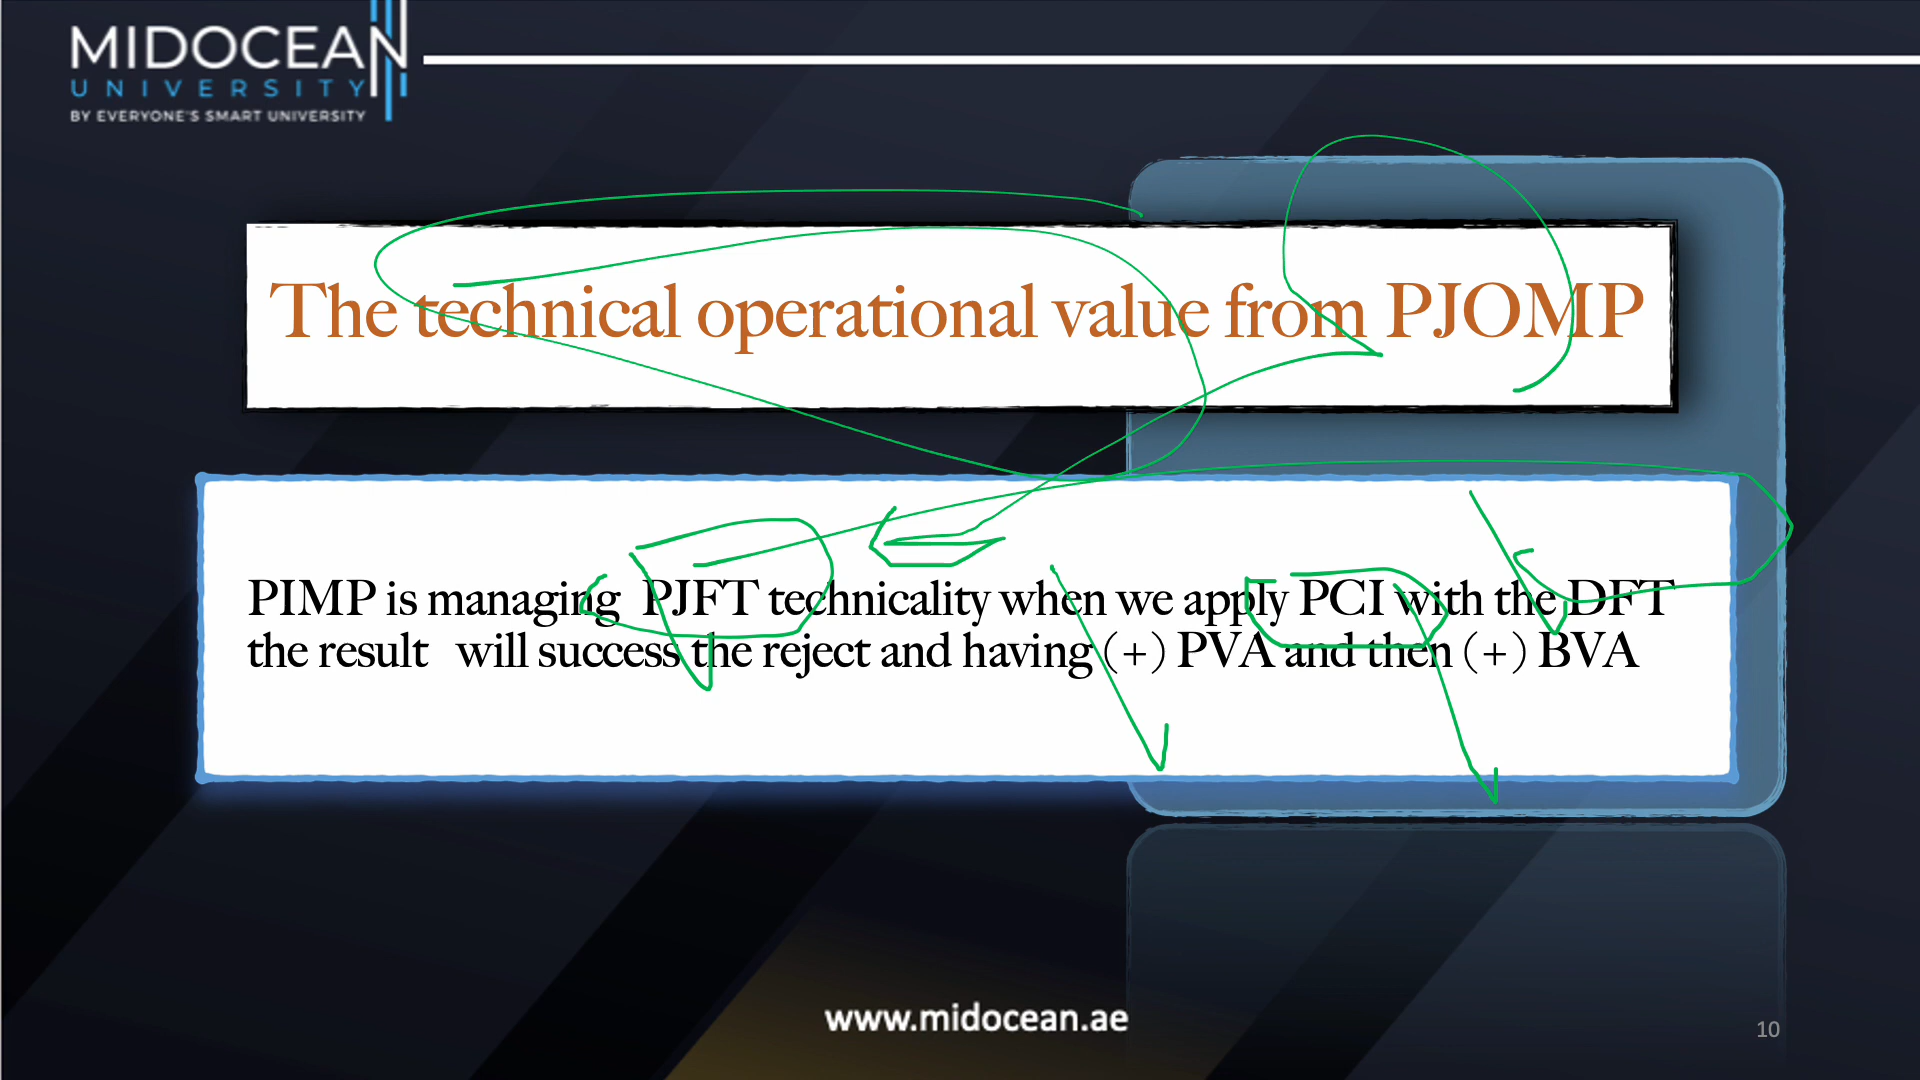 MIDOCEAN
UNIVERSITY
BY EVERYONE'S SMART UNIVERSITY
The technical operational value from PJOMP
PIMP is managing PJFT technicality when we apply PCI with the DFT
the result will success the reject and having (+) PVA and then (+) BVA
www.midocean.ae
10